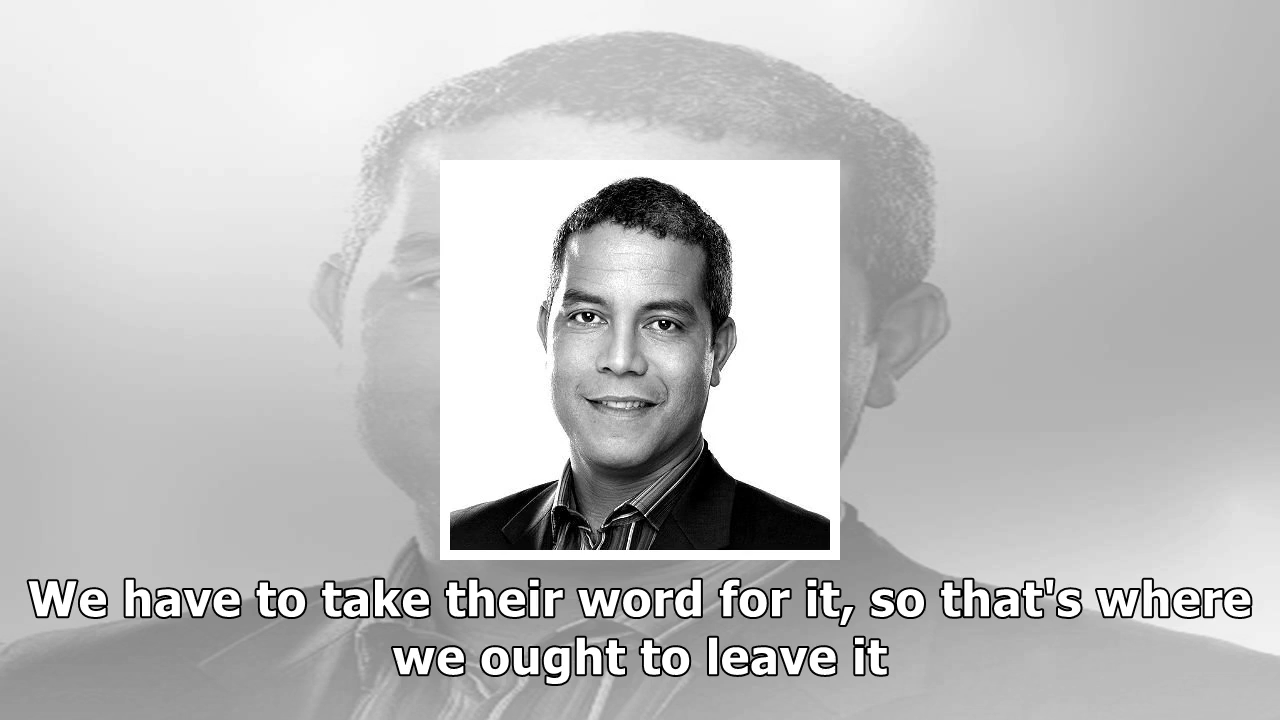 We have to take their word for it, so that's where
we ought to leave it